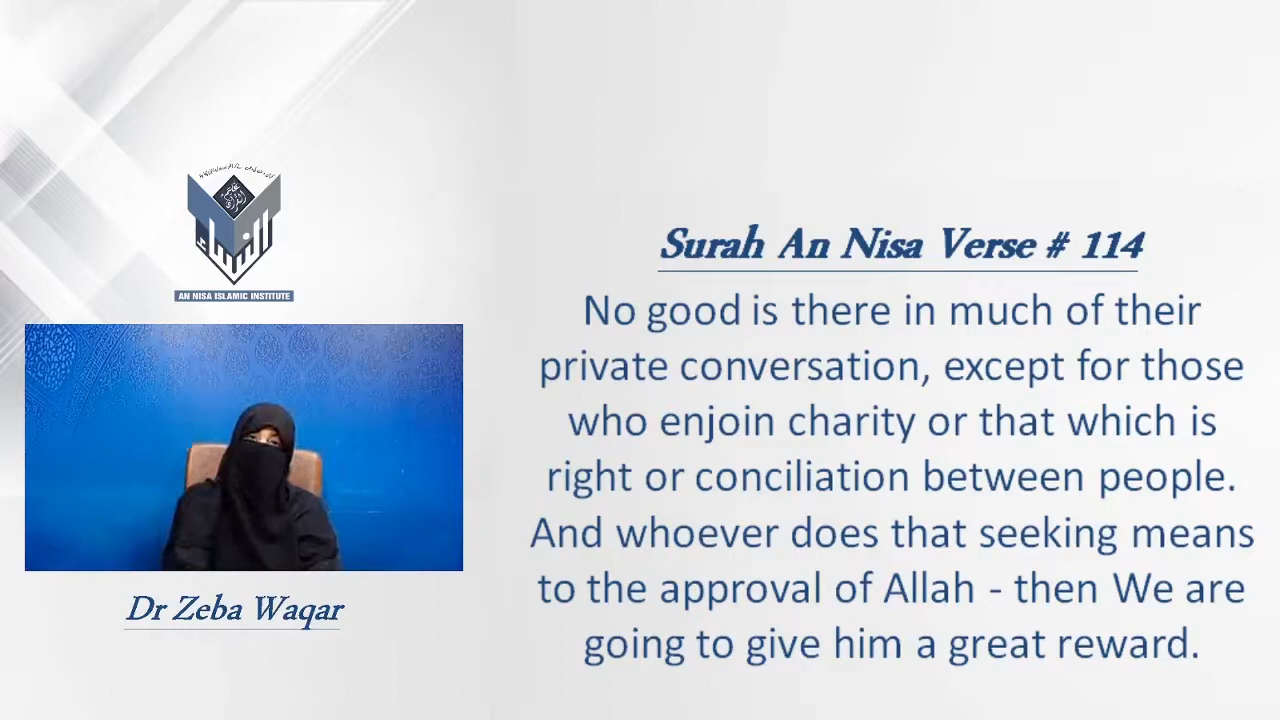 AN NISA ISLAMIC INSTITUTE
Dr Zeba Waqar
Surah An Nisa Verse # 114
No good is there in much of their
private conversation, except for those
who enjoin charity or that which is
right or conciliation between people.
And whoever does that seeking means
to the approval of Allah - then We are
going to give him a great reward.